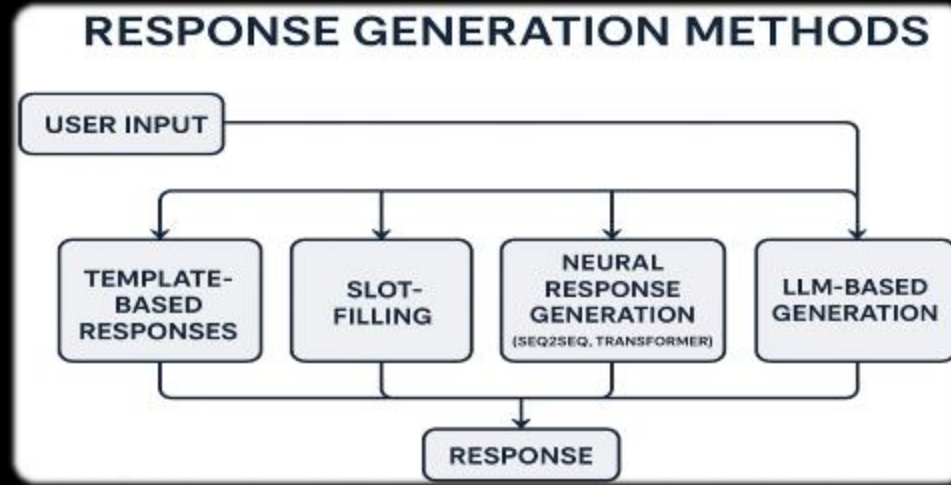 RESPONSE GENERATION METHODS
USER INPUT
TEMPLATE-
BASED
RESPONSES
SLOT-
FILLING
NEURAL
RESPONSE
GENERATION
(SEQ2SEQ, TRANSFORMER)
LLM-BASED
GENERATION
RESPONSE